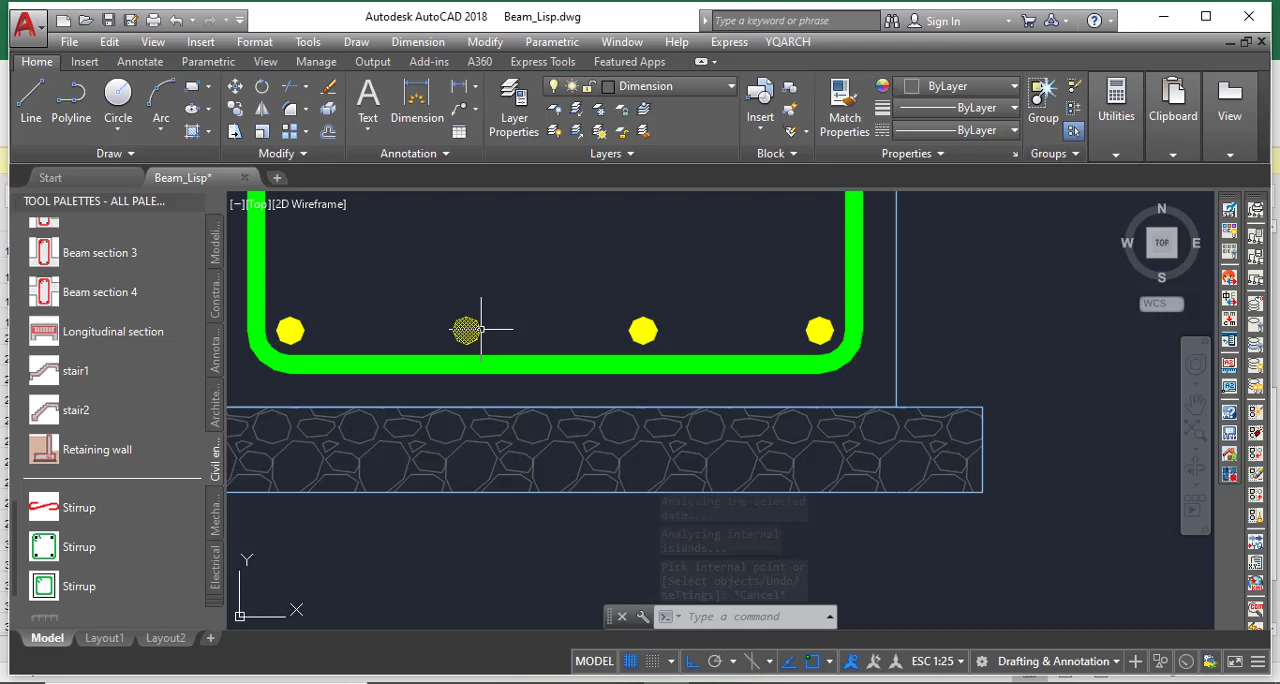 Autodesk AutoCAD 2018 Beam_Lisp.dwg
Type a keyword or phrase
Sign In
File Edit View Insert Format Tools Draw Dimension Modify Parametric Window Help Express YQARCH
Home Insert Annotate Parametric View Manage Output Add-ins A360 Express Tools Featured Apps
Line Polyline Circle Arc
Text Dimension
Layer Properties
Dimension
Insert
Match Properties
ByLayer
ByLayer
ByLayer
Group
Utilities Clipboard View
Draw Modify Annotation Layers Block Properties Groups
Start Beam_Lisp*
TOOL PALETTES - ALL PALE...
[−][Top][2D Wireframe]
Beam section 3
Beam section 4
Longitudinal section
stair1
stair2
Retaining wall
Stirrup
Stirrup
Stirrup
Modeli...
Constra...
Annota...
Archite...
Civil en...
Mecha...
Electrical
N
W TOP E
S
WCS
Analyzing the selected
data...
Analyzing internal
islands...
Pick internal point or
[Select objects/Undo/
seTtings]: *Cancel*
Y
X
Type a command
Model Layout1 Layout2 +
MODEL ESC 1:25 Drafting & Annotation